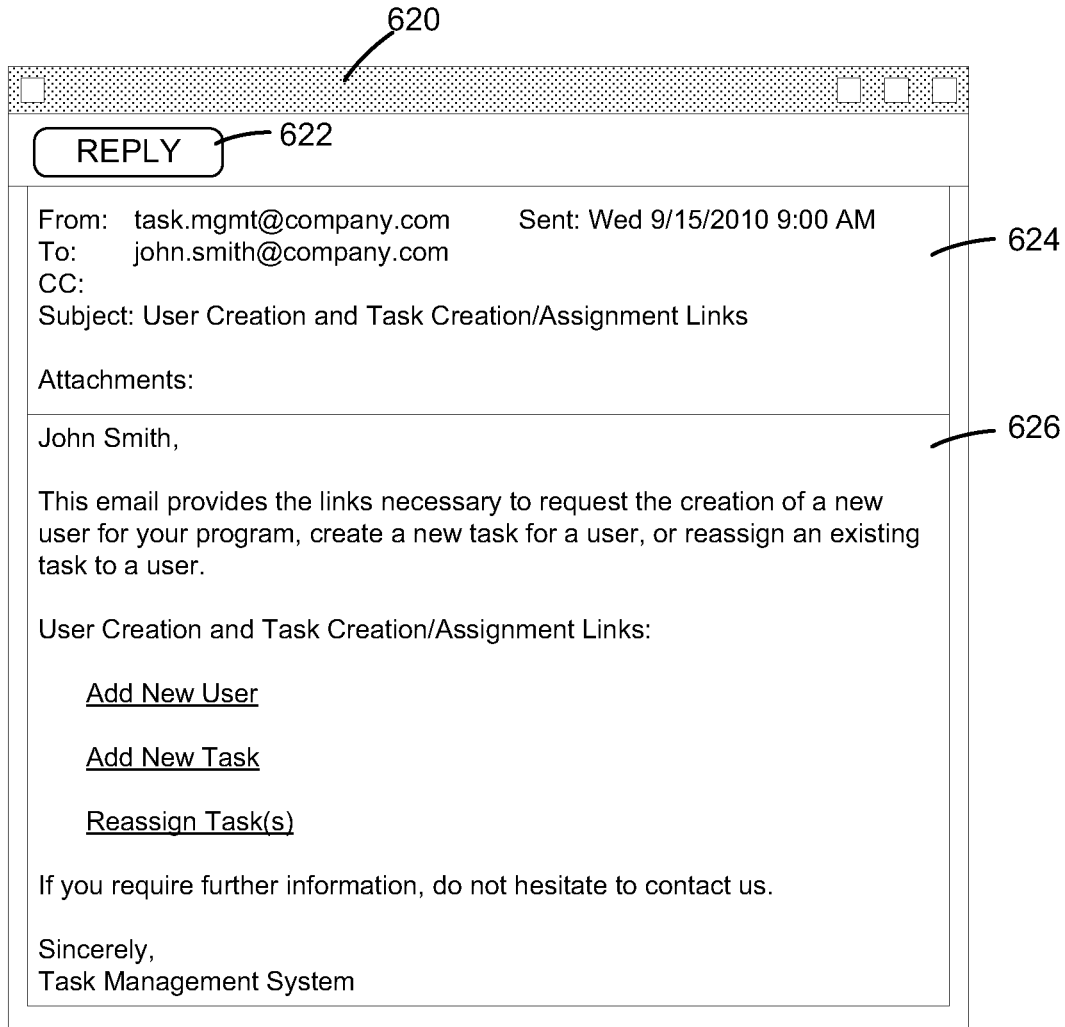 620
REPLY
622
From: task.mgmt@company.com Sent: Wed 9/15/2010 9:00 AM
To: john.smith@company.com
624
CC:
Subject: User Creation and Task Creation/Assignment Links
Attachments:
626
John Smith,
This email provides the links necessary to request the creation of a new
user for your program, create a new task for a user, or reassign an existing
task to a user.
User Creation and Task Creation/Assignment Links:
Add New User
Add New Task
Reassign Task(s)
If you require further information, do not hesitate to contact us.
Sincerely,
Task Management System